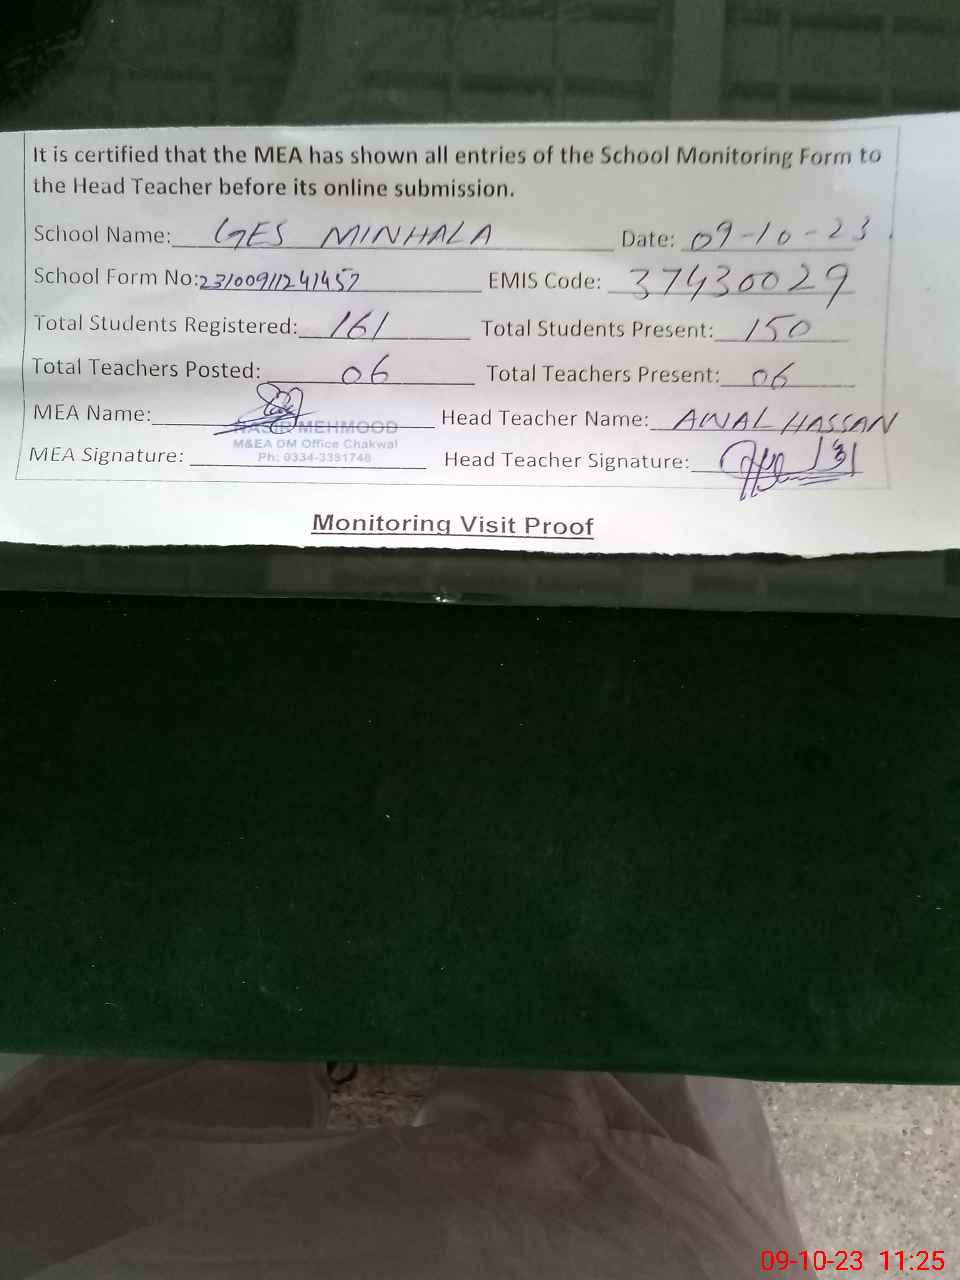 It is certified that the MEA has shown all entries of the School Monitoring Form to
the Head Teacher before its online submission.
School Name: GES MINHALA Date: 09-10-23
School Form No: 23100911241457 EMIS Code: 37430029
Total Students Registered: 161 Total Students Present: 150
Total Teachers Posted: 06 Total Teachers Present: 06
MEA Name: Head Teacher Name: AWAL HASSAN
NASIR MEHMOOD
M&EA DM Office Chakwal
Ph: 0334-3381748
MEA Signature: Head Teacher Signature:
Monitoring Visit Proof
09-10-23 11:25